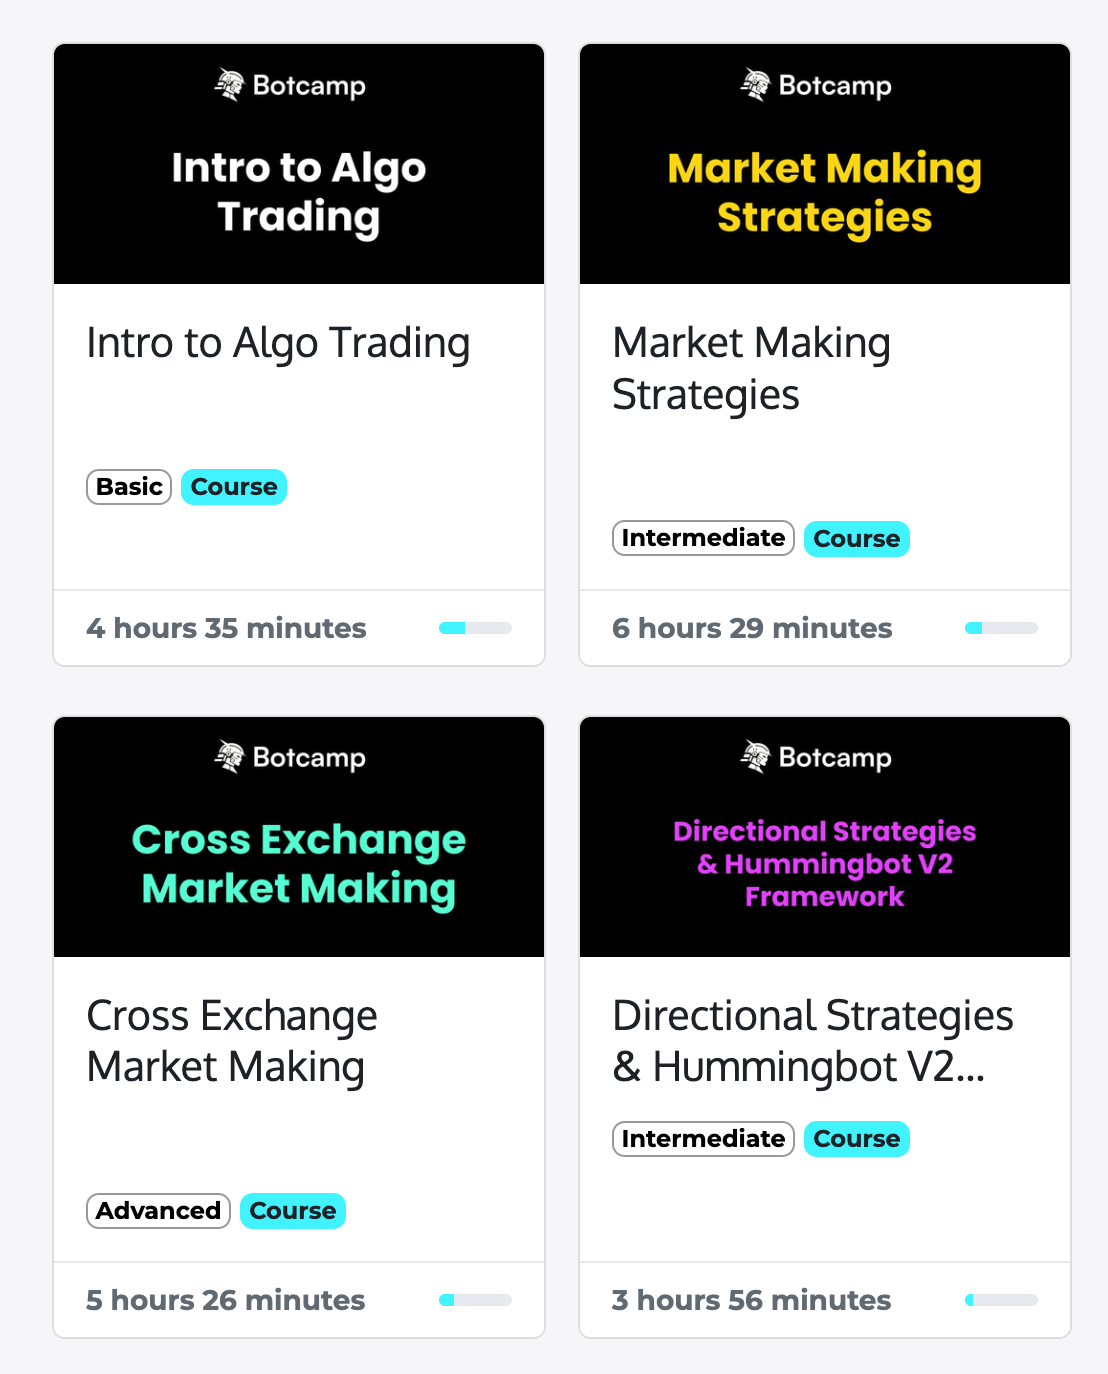 Botcamp
Intro to Algo
Trading
Intro to Algo Trading
Basic Course
4 hours 35 minutes
Botcamp
Market Making
Strategies
Market Making
Strategies
Intermediate Course
6 hours 29 minutes
Botcamp
Cross Exchange
Market Making
Cross Exchange
Market Making
Advanced Course
5 hours 26 minutes
Botcamp
Directional Strategies
& Hummingbot V2
Framework
Directional Strategies
& Hummingbot V2...
Intermediate Course
3 hours 56 minutes